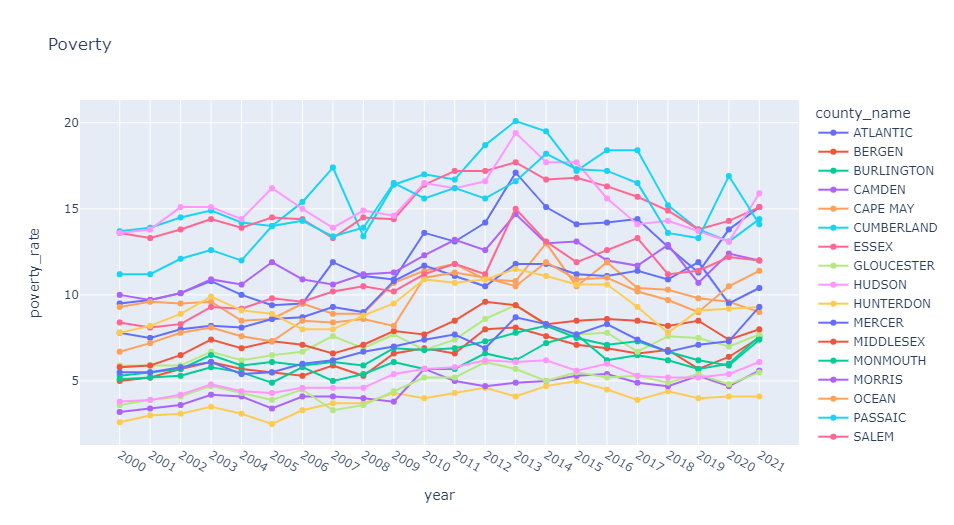 Poverty
poverty_rate
20
15
10
5
2000 2001 2002 2003 2004 2005 2006 2007 2008 2009 2010 2011 2012 2013 2014 2015 2016 2017 2018 2019 2020 2021
year
county_name
ATLANTIC
BERGEN
BURLINGTON
CAMDEN
CAPE MAY
CUMBERLAND
ESSEX
GLOUCESTER
HUDSON
HUNTERDON
MERCER
MIDDLESEX
MONMOUTH
MORRIS
OCEAN
PASSAIC
SALEM